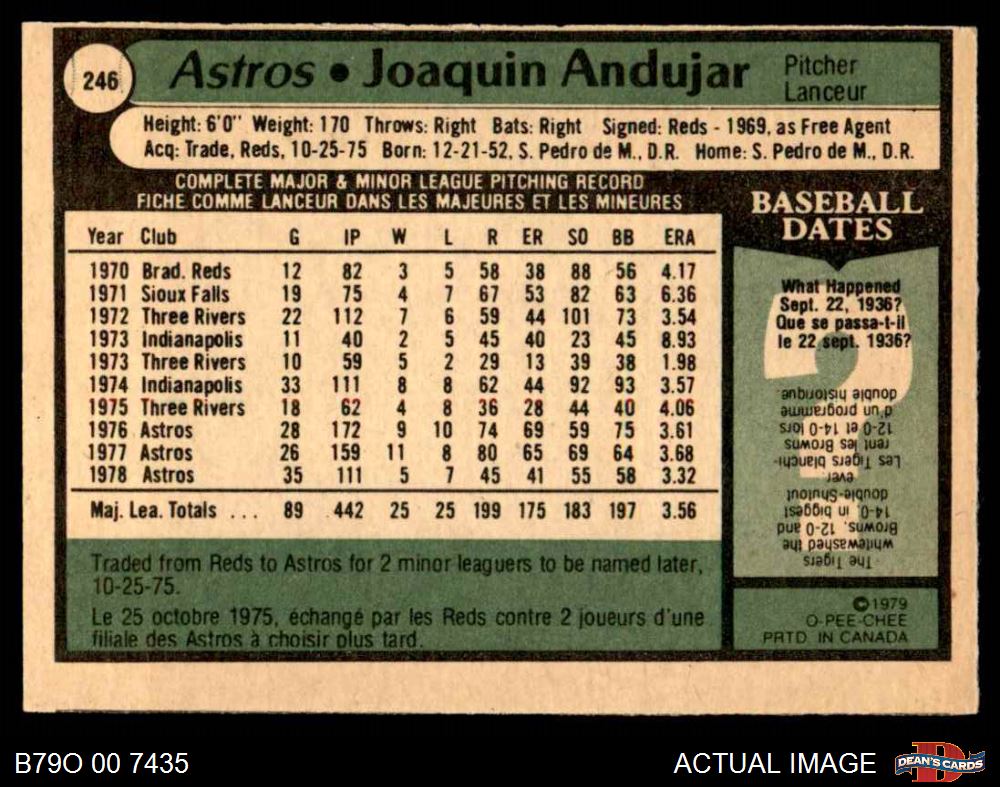 246
Astros • Joaquin Andujar
Pitcher
Lanceur
Height: 6'0" Weight: 170 Throws: Right Bats: Right Signed: Reds - 1969, as Free Agent
Acq: Trade, Reds, 10-25-75 Born: 12-21-52, S. Pedro de M., D.R. Home: S. Pedro de M., D.R.
COMPLETE MAJOR & MINOR LEAGUE PITCHING RECORD
FICHE COMME LANCEUR DANS LES MAJEURES ET LES MINEURES
Year Club G IP W L R ER SO BB ERA
1970 Brad. Reds 12 82 3 5 58 38 88 56 4.17
1971 Sioux Falls 19 75 4 7 67 53 82 63 6.36
1972 Three Rivers 22 112 7 6 59 44 101 73 3.54
1973 Indianapolis 11 40 2 5 45 40 23 45 8.93
1973 Three Rivers 10 59 5 2 29 13 39 38 1.98
1974 Indianapolis 33 111 8 8 62 44 92 93 3.57
1975 Three Rivers 18 62 4 8 36 28 44 40 4.06
1976 Astros 28 172 9 10 74 69 59 75 3.61
1977 Astros 26 159 11 8 80 65 69 64 3.68
1978 Astros 35 111 5 7 45 41 55 58 3.32
Maj. Lea. Totals ... 89 442 25 25 199 175 183 197 3.56
Traded from Reds to Astros for 2 minor leaguers to be named later,
10-25-75.
Le 25 octobre 1975, échangé par les Reds contre 2 joueurs d'une
filiale des Astros à choisir plus tard.
BASEBALL
DATES
What Happened
Sept. 22, 1936?
Que se passa-t-il
le 22 sept. 1936?
The Tigers
whitewashed the
Browns, 12-0 and
14-0, in biggest
double-shutout
ever
Les Tigers blanchi-
rent les Browns
12-0 et 14-0 lors
d'un programme
double historique.
©1979
O-PEE-CHEE
PRTD. IN CANADA
B79O 00 7435
ACTUAL IMAGE
D
DEAN'S CARDS